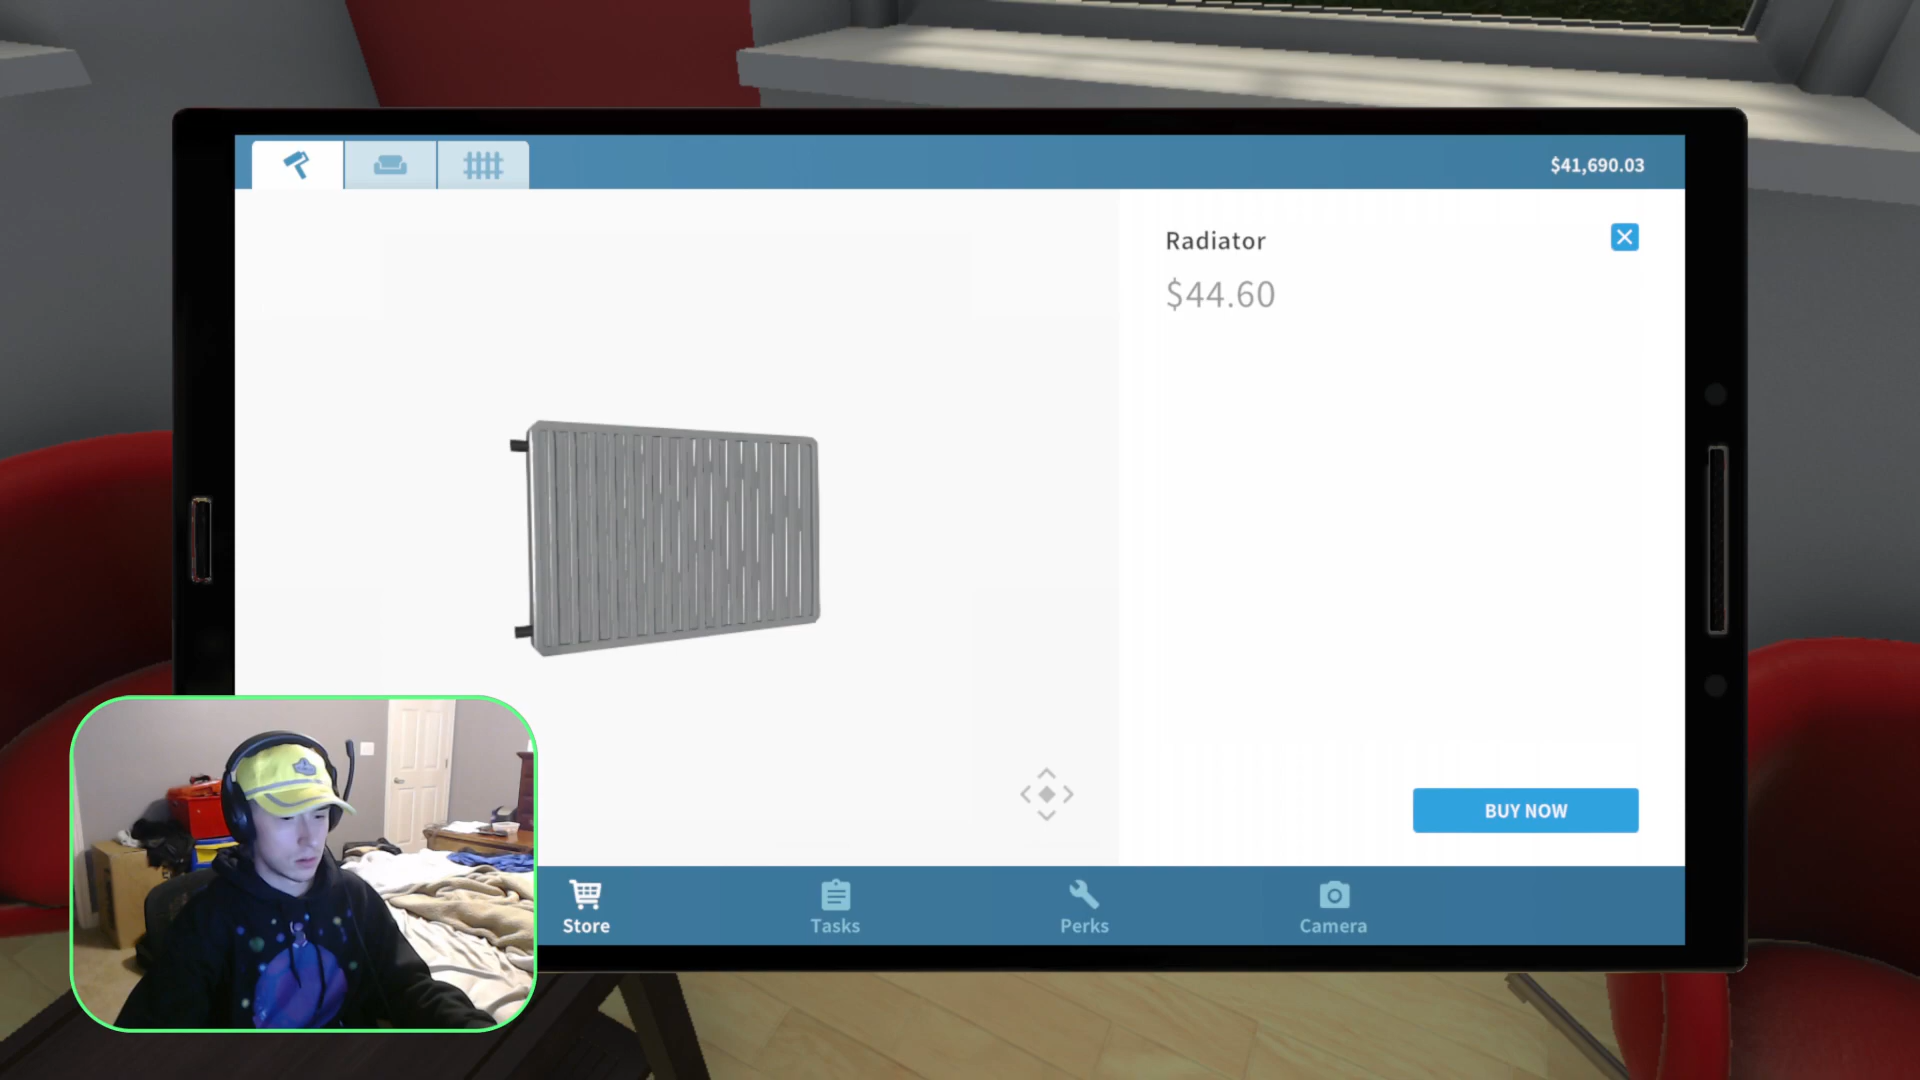 $41,690.03
Radiator
$44.60
BUY NOW
Store
Tasks
Perks
Camera